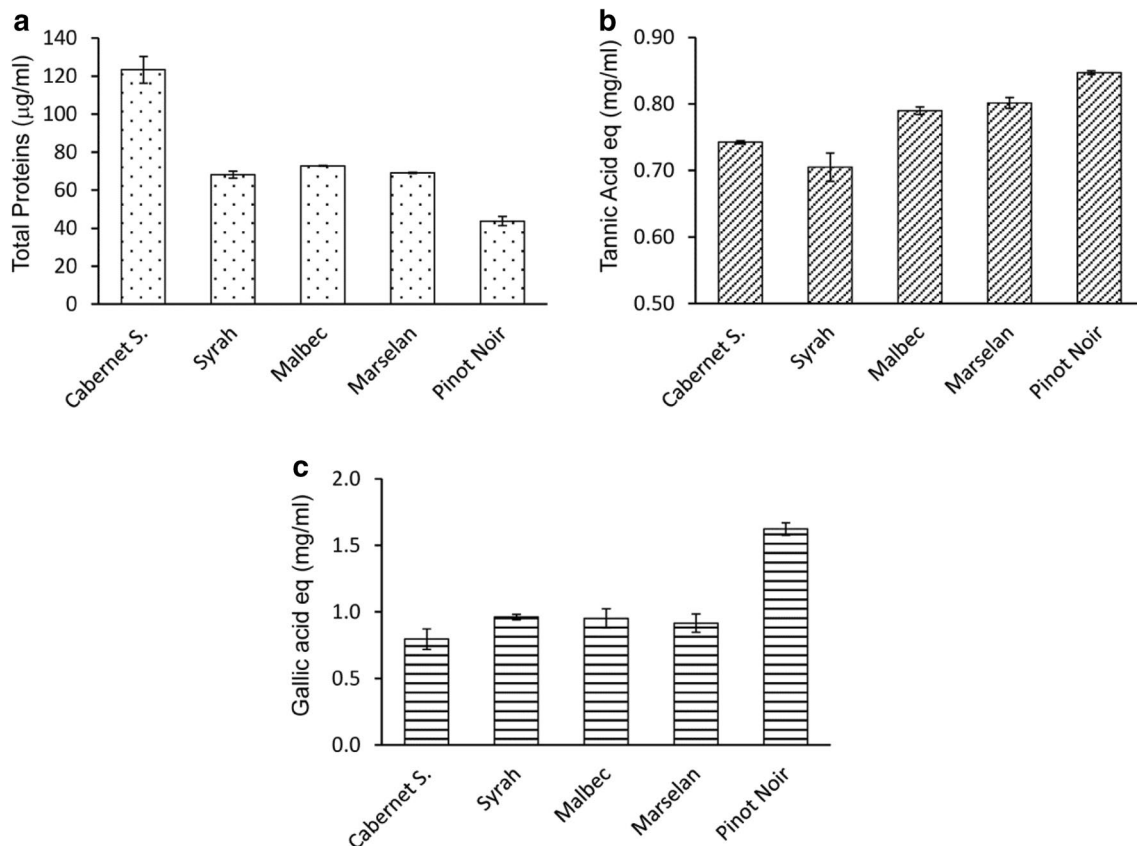 a
Total Proteins (µg/ml)
140
120
100
80
60
40
20
0
Cabernet S.
Syrah
Malbec
Marselan
Pinot Noir
b
Tannic Acid eq (mg/ml)
0.90
0.80
0.70
0.60
0.50
Cabernet S.
Syrah
Malbec
Marselan
Pinot Noir
c
Gallic acid eq (mg/ml)
2.0
1.5
1.0
0.5
0.0
Cabernet S.
Syrah
Malbec
Marselan
Pinot Noir